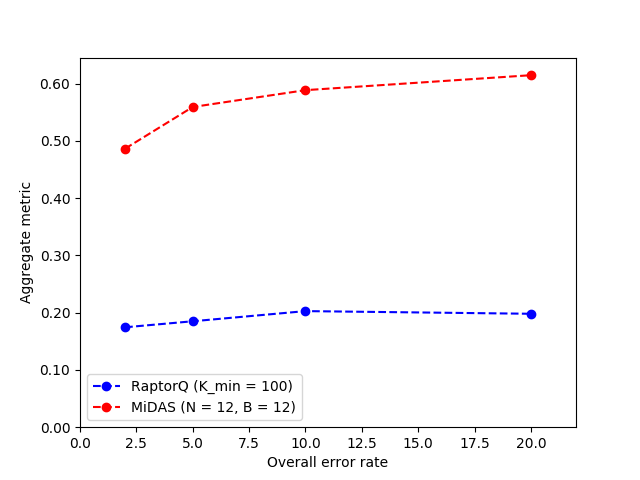 0.60
0.50
0.40
0.30
0.20
0.10
0.00
Aggregate metric
RaptorQ (K_min = 100)
MiDAS (N = 12, B = 12)
0.0 2.5 5.0 7.5 10.0 12.5 15.0 17.5 20.0
Overall error rate